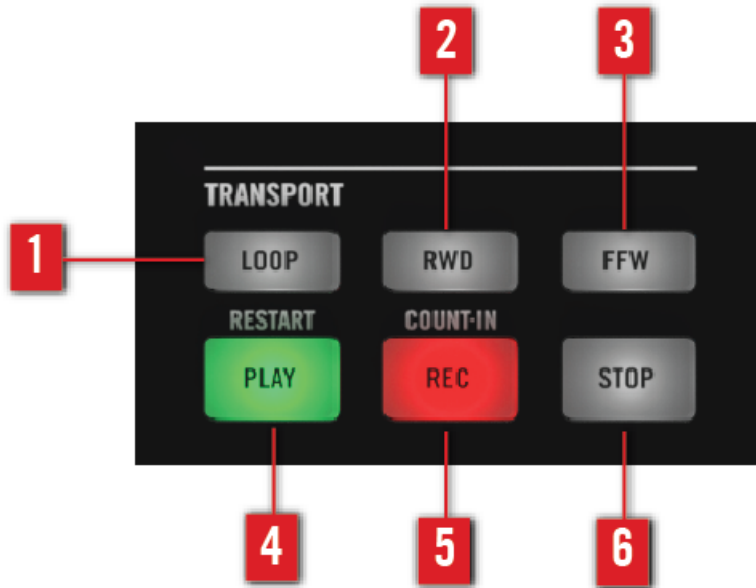 2 3
TRANSPORT
1 LOOP RWD FFW
RESTART COUNT-IN
PLAY REC STOP
4 5 6